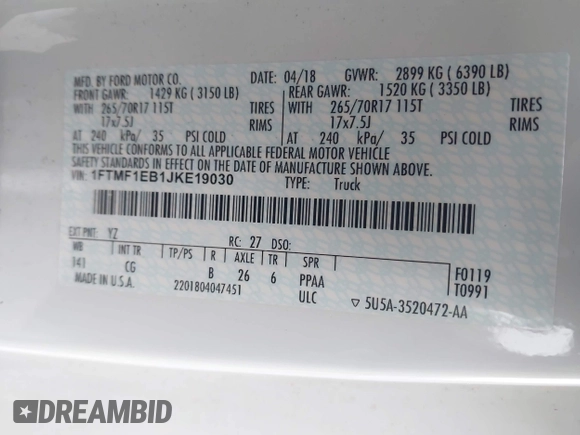 MFD. BY FORD MOTOR CO. DATE: 04/18 GVWR: 2899 KG ( 6390 LB)
FRONT GAWR: 1429 KG ( 3150 LB) REAR GAWR: 1520 KG ( 3350 LB)
WITH 265/70R17 115T TIRES WITH 265/70R17 115T TIRES
17x7.5J RIMS 17x7.5J RIMS
AT 240 kPa/ 35 PSI COLD AT 240 kPa/ 35 PSI COLD
THIS VEHICLE CONFORMS TO ALL APPLICABLE FEDERAL MOTOR VEHICLE
SAFETY STANDARDS IN EFFECT ON THE DATE OF MANUFACTURE SHOWN ABOVE.
VIN: 1FTMF1EB1JKE19030 TYPE: Truck
EXT PNT: YZ RC: 27 DSO:
WB INT TR TP/PS R AXLE TR SPR F0119
141 CG B 26 6 PPAA T0991
MADE IN U.S.A. 2201804047451 ULC ▽ 5U5A-3520472-AA
DREAMBID